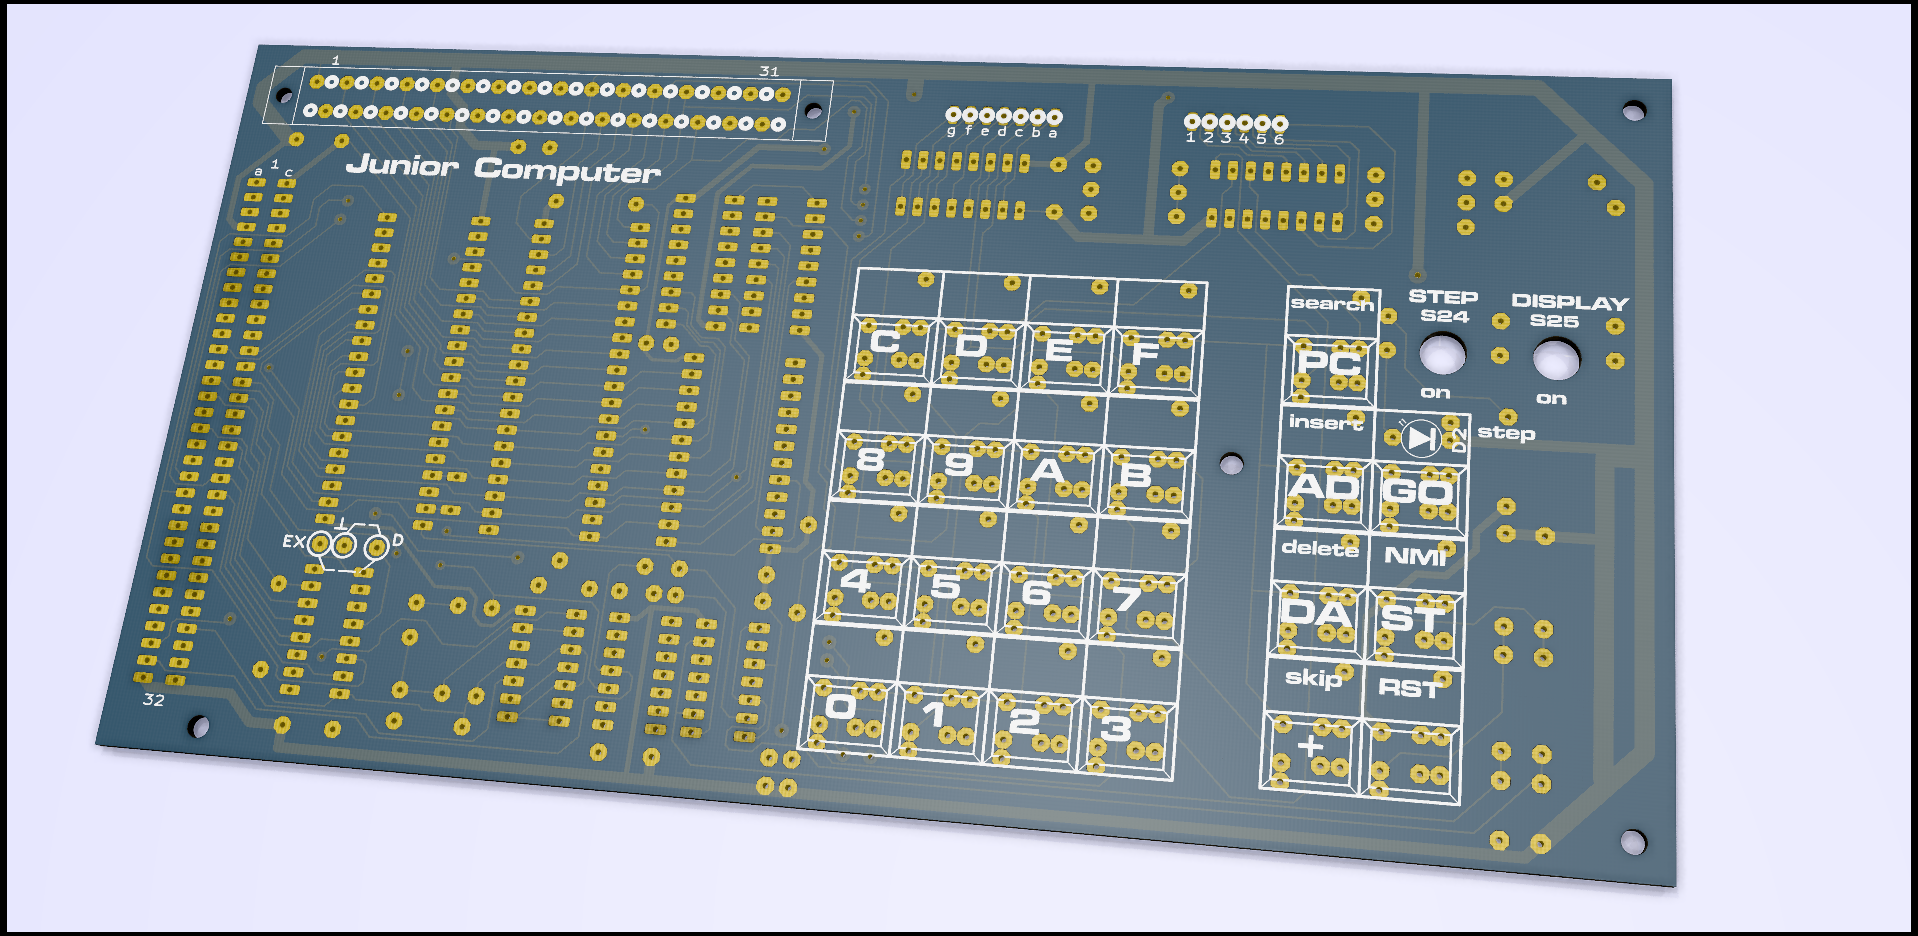 1 31
g f e d c b a
1 2 3 4 5 6
Junior Computer
1
a c
32
EX
D
C D E F
8 9 A B
4 5 6 7
0 1 2 3
search
PC
insert
D2
AD GO
delete NMI
DA ST
skip RST
+
STEP
S24
on
DISPLAY
S25
on
step